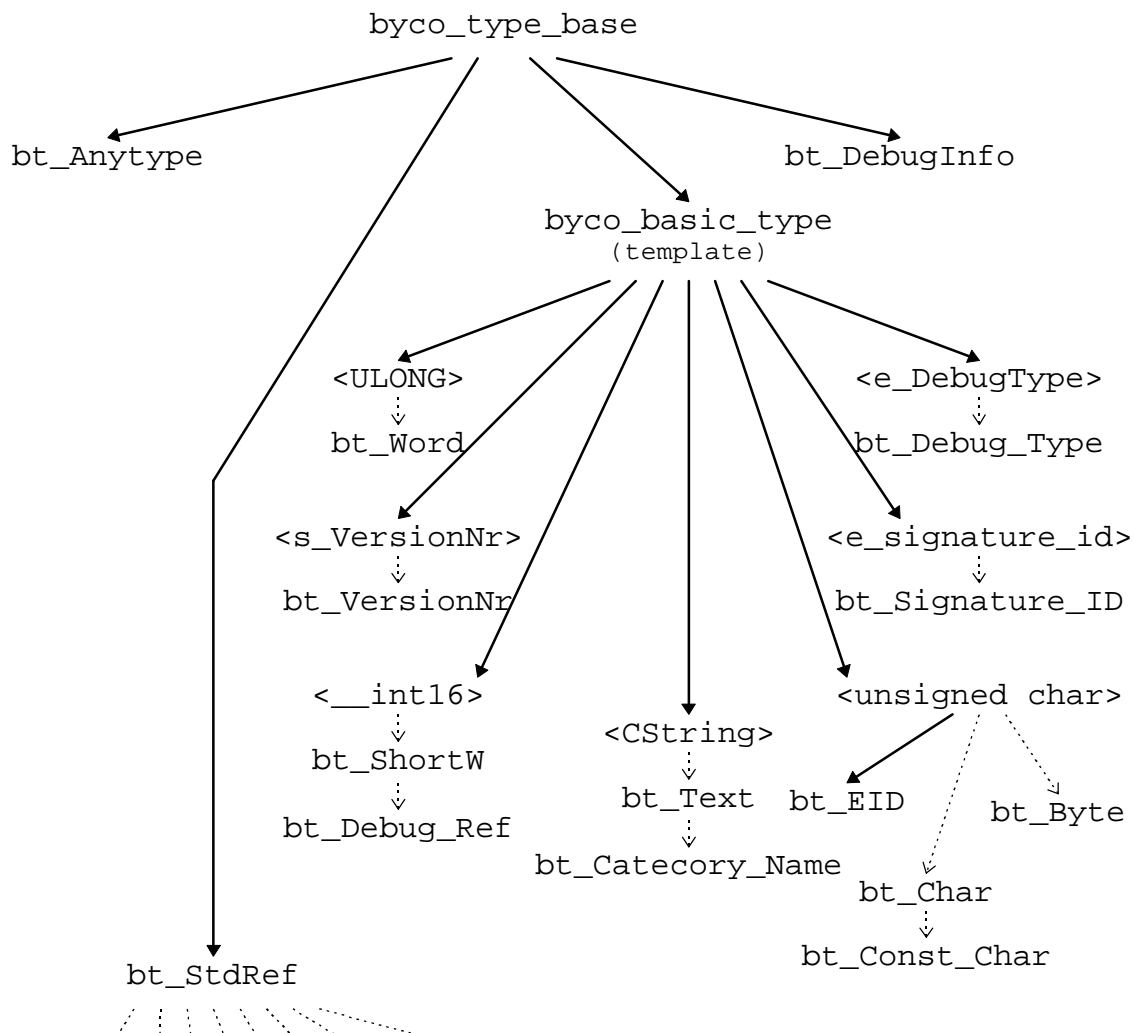 byco_type_base
bt_Anytype
bt_DebugInfo
byco_basic_type
(template)
<ULONG>
bt_Word
<e_DebugType>
bt_Debug_Type
<s_VersionNr>
bt_VersionNr
<e_signature_id>
bt_Signature_ID
<__int16>
bt_ShortW
bt_Debug_Ref
<CString>
bt_Text
bt_Catecory_Name
<unsigned char>
bt_EID
bt_Byte
bt_Char
bt_Const_Char
bt_StdRef